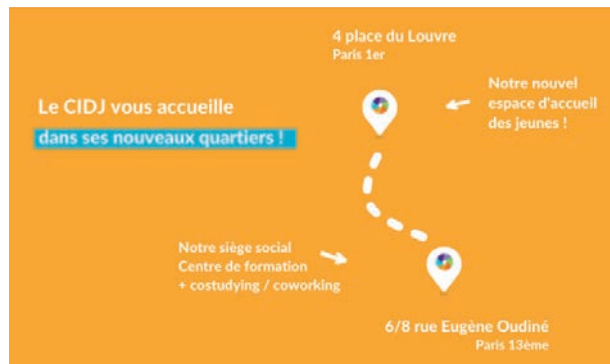 4 place du Louvre
Paris 1er
Le CIDJ vous accueille
dans ses nouveaux quartiers !
Notre nouvel
espace d'accueil
des jeunes !
Notre siège social
Centre de formation
+ costudying / coworking
6/8 rue Eugène Oudiné
Paris 13ème